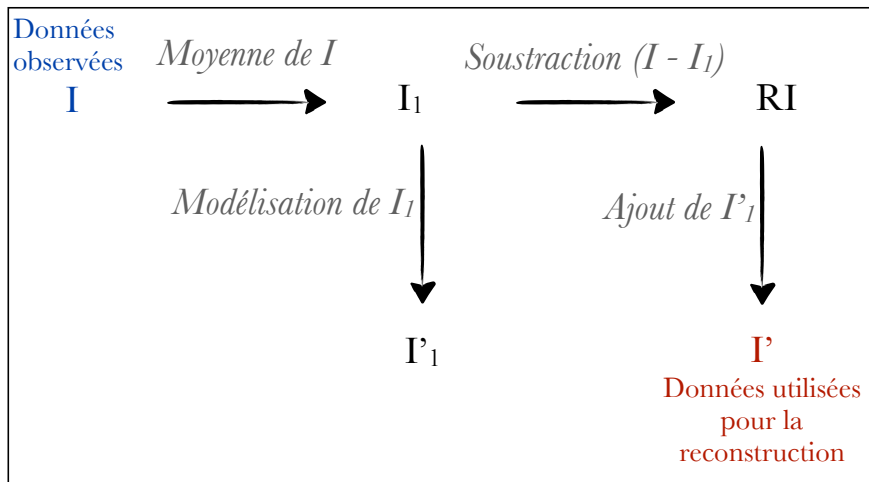 Données
observées
I
Moyenne de I
I₁
Soustraction (I - I₁)
RI
Modélisation de I₁
Ajout de I'₁
I'₁
I'
Données utilisées
pour la
reconstruction